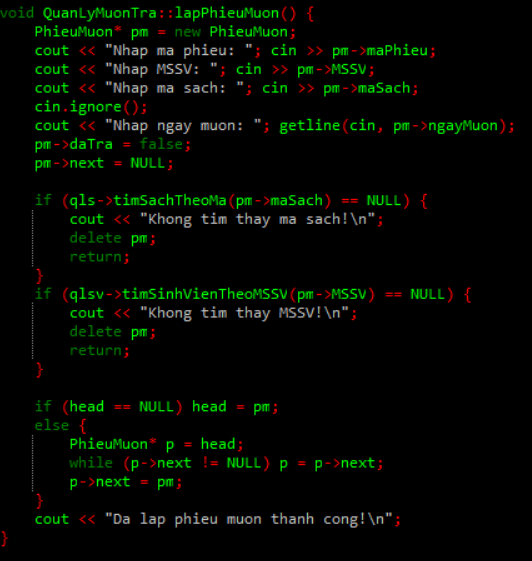 void QuanLyMuonTra::lapPhieuMuon() {
    PhieuMuon* pm = new PhieuMuon;
    cout << "Nhap ma phieu: "; cin >> pm->maPhieu;
    cout << "Nhap MSSV: "; cin >> pm->MSSV;
    cout << "Nhap ma sach: "; cin >> pm->maSach;
    cin.ignore();
    cout << "Nhap ngay muon: "; getline(cin, pm->ngayMuon);
    pm->daTra = false;
    pm->next = NULL;

    if (qls->timSachTheoMa(pm->maSach) == NULL) {
        cout << "Khong tim thay ma sach!\n";
        delete pm;
        return;
    }
    if (qlsv->timSinhVienTheoMSSV(pm->MSSV) == NULL) {
        cout << "Khong tim thay MSSV!\n";
        delete pm;
        return;
    }

    if (head == NULL) head = pm;
    else {
        PhieuMuon* p = head;
        while (p->next != NULL) p = p->next;
        p->next = pm;
    }
    cout << "Da lap phieu muon thanh cong!\n";
}